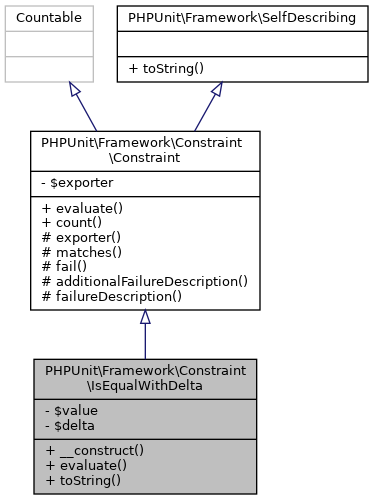 Countable
PHPUnit\Framework\SelfDescribing
+ toString()
PHPUnit\Framework\Constraint
\Constraint
- $exporter
+ evaluate()
+ count()
# exporter()
# matches()
# fail()
# additionalFailureDescription()
# failureDescription()
PHPUnit\Framework\Constraint
\IsEqualWithDelta
- $value
- $delta
+ __construct()
+ evaluate()
+ toString()